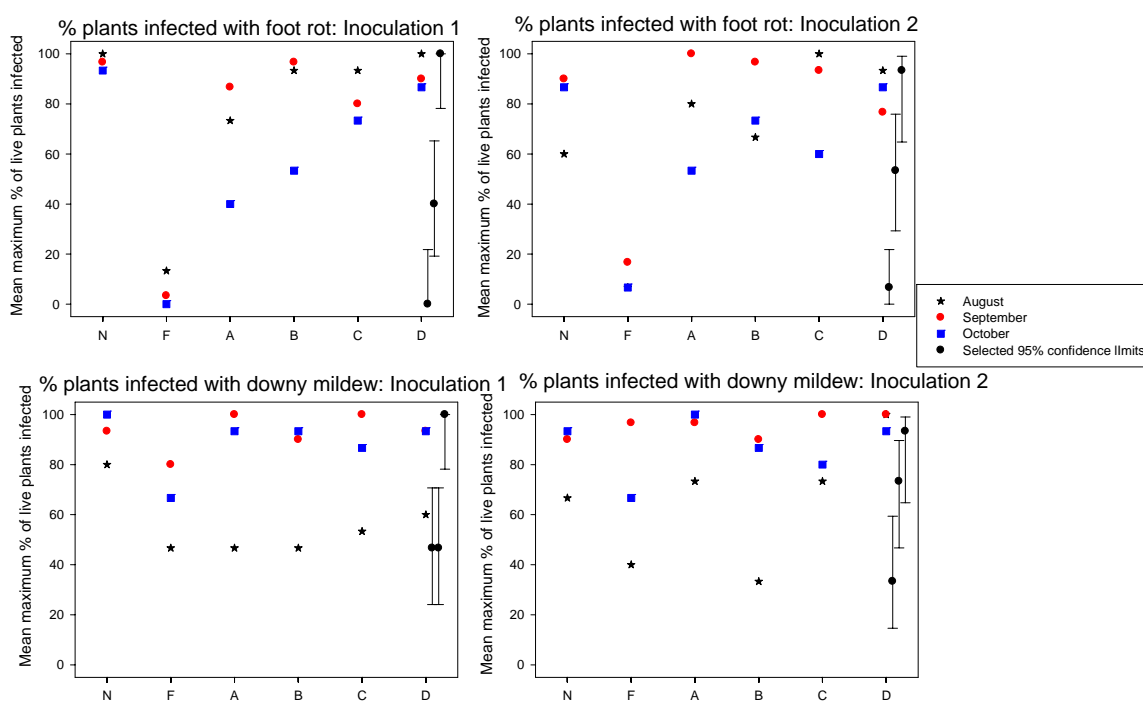 % plants infected with foot rot: Inoculation 1
Mean maximum % of live plants infected
100
80
60
40
20
0
N F A B C D
% plants infected with foot rot: Inoculation 2
Mean maximum % of live plants infected
100
80
60
40
20
0
N F A B C D
August
September
October
Selected 95% confidence lImits
% plants infected with downy mildew: Inoculation 1
Mean maximum % of live plants infected
100
80
60
40
20
0
N F A B C D
% plants infected with downy mildew: Inoculation 2
Mean maximum % of live plants infected
100
80
60
40
20
0
N F A B C D